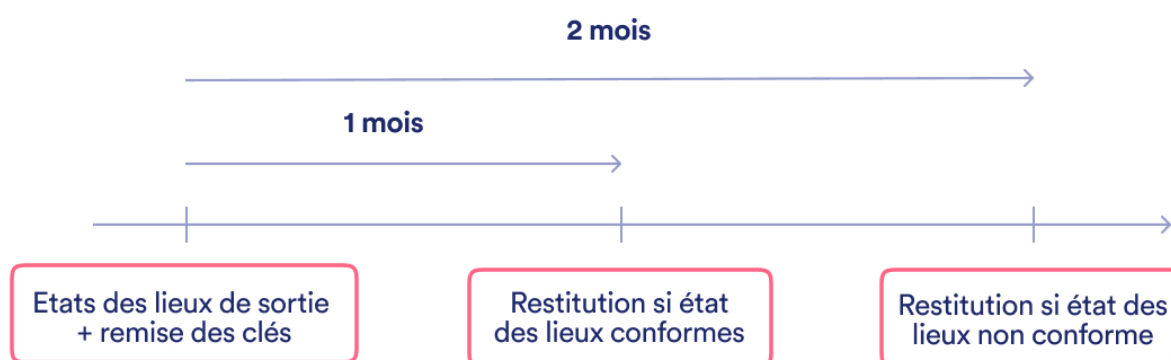 2 mois
1 mois
Etats des lieux de sortie
+ remise des clés
Restitution si état
des lieux conformes
Restitution si état des
lieux non conforme